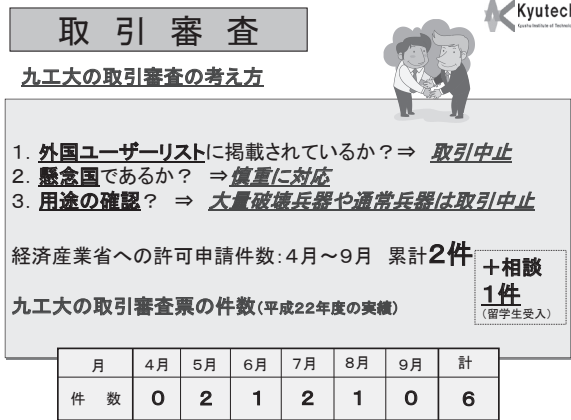 取引審査
Kyutech
Kyushu Institute of Technology
九工大の取引審査の考え方
1. 外国ユーザーリストに掲載されているか？⇒ 取引中止
2. 懸念国であるか？ ⇒慎重に対応
3. 用途の確認？ ⇒ 大量破壊兵器や通常兵器は取引中止
経済産業省への許可申請件数：4月～9月 累計2件
＋相談
1件
（留学生受入）
九工大の取引審査票の件数（平成22年度の実績）
月 4月 5月 6月 7月 8月 9月 計
件 数 0 2 1 2 1 0 6